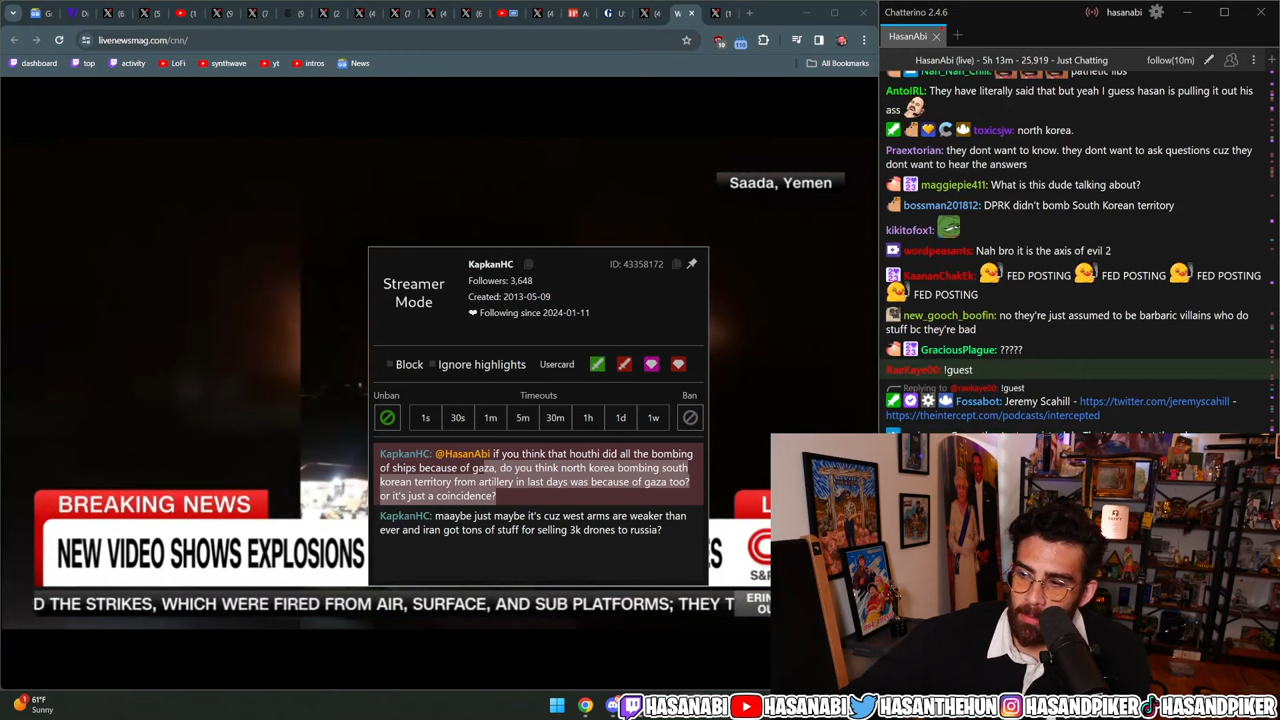 Chatterino 2.4.6
hasanabi
livenewsmag.com/cnn/
HasanAbi
dashboard
top
activity
LoFi
synthwave
yt
intros
News
All Bookmarks
HasanAbi (live) - 5h 13m - 25,919 - Just Chatting
follow(10m)
Nah_Nah_Chill: pathetic libs
AntoIRL: They have literally said that but yeah I guess hasan is pulling it out his
ass
toxicsjw: north korea.
Praextorian: they dont want to know. they dont want to ask questions cuz they
dont want to hear the answers
maggiepie411: What is this dude talking about?
bossman201812: DPRK didn't bomb South Korean territory
kikitofox1:
wordpeasants: Nah bro it is the axis of evil 2
KaananChakEk: FED POSTING FED POSTING FED POSTING
FED POSTING
new_gooch_boofin: no they're just assumed to be barbaric villains who do
stuff bc they're bad
GraciousPlague: ?????
RaeKaye00: !guest
Replying to @raekaye00: !guest
Fossabot: Jeremy Scahill - https://twitter.com/jeremyscahill -
https://theintercept.com/podcasts/intercepted
Saada, Yemen
Streamer
Mode
KapkanHC
ID: 43358172
Followers: 3,648
Created: 2013-05-09
❤ Following since 2024-01-11
Block
Ignore highlights
Usercard
Unban
Timeouts
Ban
1s
30s
1m
5m
30m
1h
1d
1w
KapkanHC: @HasanAbi if you think that houthi did all the bombing
of ships because of gaza, do you think north korea bombing south
korean territory from artillery in last days was because of gaza too?
or it's just a coincidence?
KapkanHC: maaybe just maybe it's cuz west arms are weaker than
ever and iran got tons of stuff for selling 3k drones to russia?
BREAKING NEWS
L
NEW VIDEO SHOWS EXPLOSIONS
ES
S&P
D THE STRIKES, WHICH WERE FIRED FROM AIR, SURFACE, AND SUB PLATFORMS; THEY T
ERIN
OU
61°F
Sunny
HASANABI
HASANABI
HASANTHEHUN
HASANDPIKER
HASANDPIKER